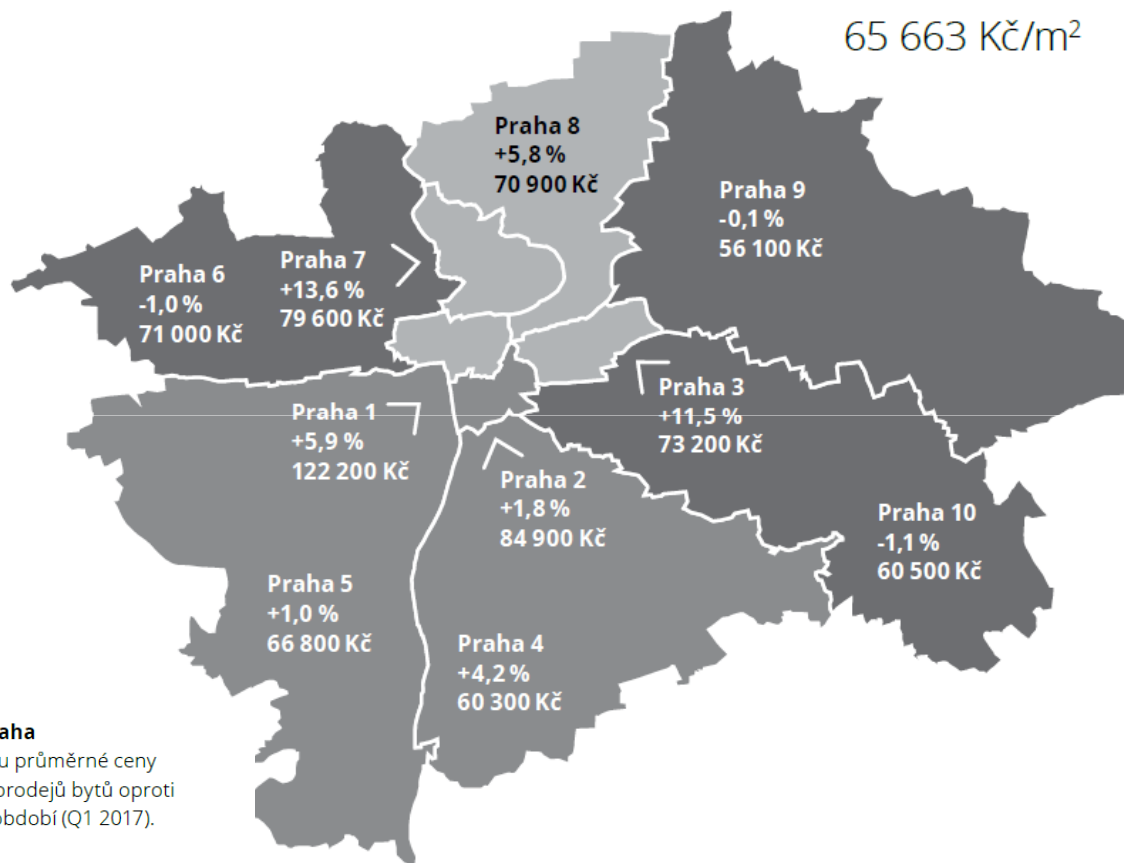 65 663 Kč/m²
Praha 8
+5,8 %
70 900 Kč
Praha 9
-0,1 %
56 100 Kč
Praha 7
+13,6 %
79 600 Kč
Praha 6
-1,0 %
71 000 Kč
Praha 3
+11,5 %
73 200 Kč
Praha 1
+5,9 %
122 200 Kč
Praha 2
+1,8 %
84 900 Kč
Praha 10
-1,1 %
60 500 Kč
Praha 5
+1,0 %
66 800 Kč
Praha 4
+4,2 %
60 300 Kč
aha
u průměrné ceny
prodejů bytů oproti
období (Q1 2017).